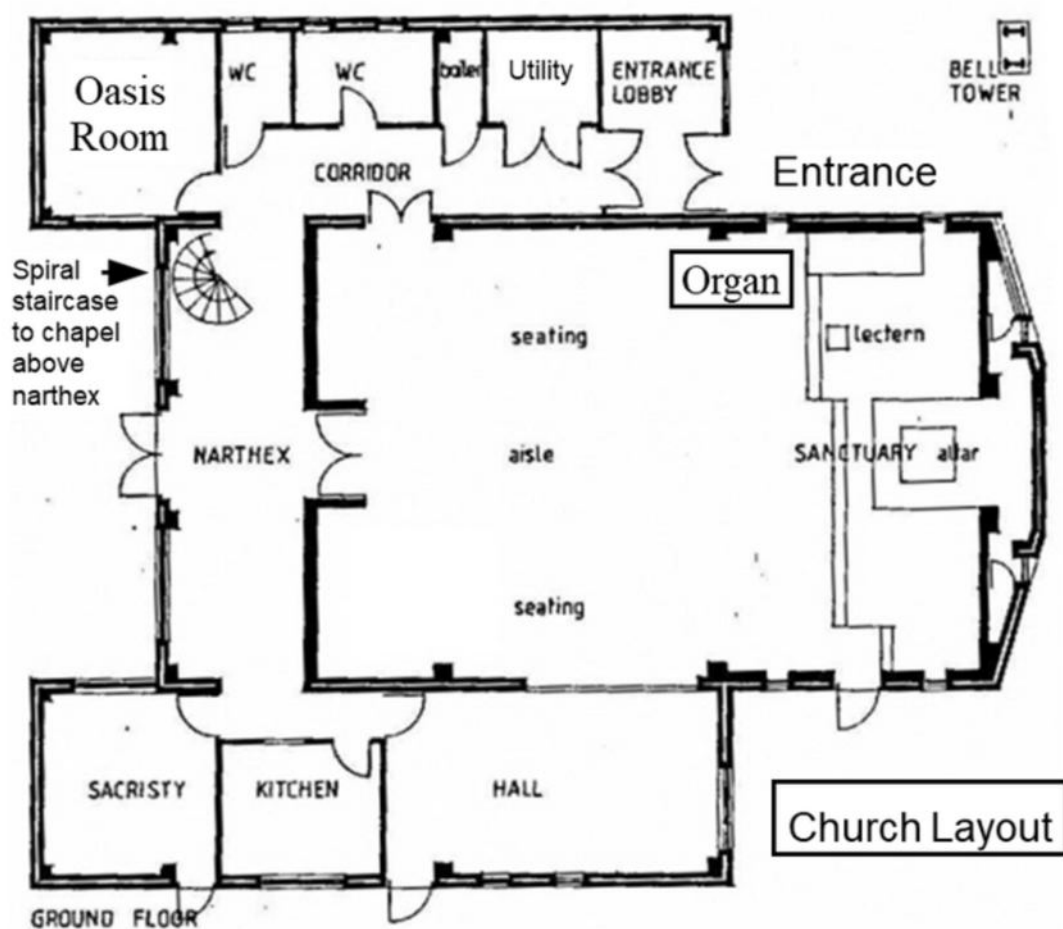 Oasis
Room
WC
WC
boiler
Utility
ENTRANCE
LOBBY
BELL
TOWER
CORRIDOR
Entrance
Spiral
staircase
to chapel
above
narthex
Organ
seating
lectern
NARTHEX
aisle
SANCTUARY
altar
seating
SACRISTY
KITCHEN
HALL
Church Layout
GROUND FLOOR